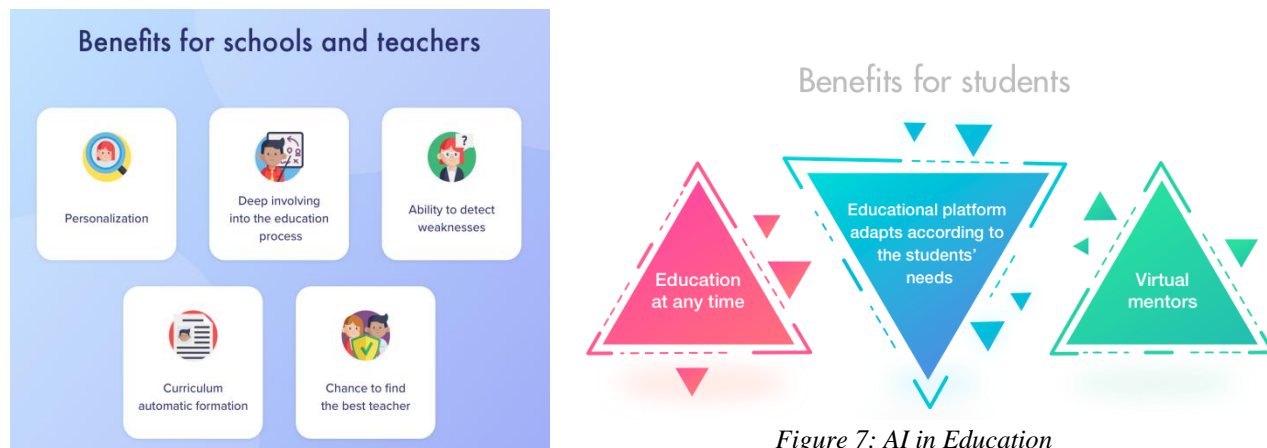 Benefits for schools and teachers
Personalization
Deep involving
into the education
process
Ability to detect
weaknesses
?
Curriculum
automatic formation
Chance to find
the best teacher
Benefits for students
Education
at any time
Educational platform
adapts according to
the students’
needs
Virtual
mentors
Figure 7: AI in Education